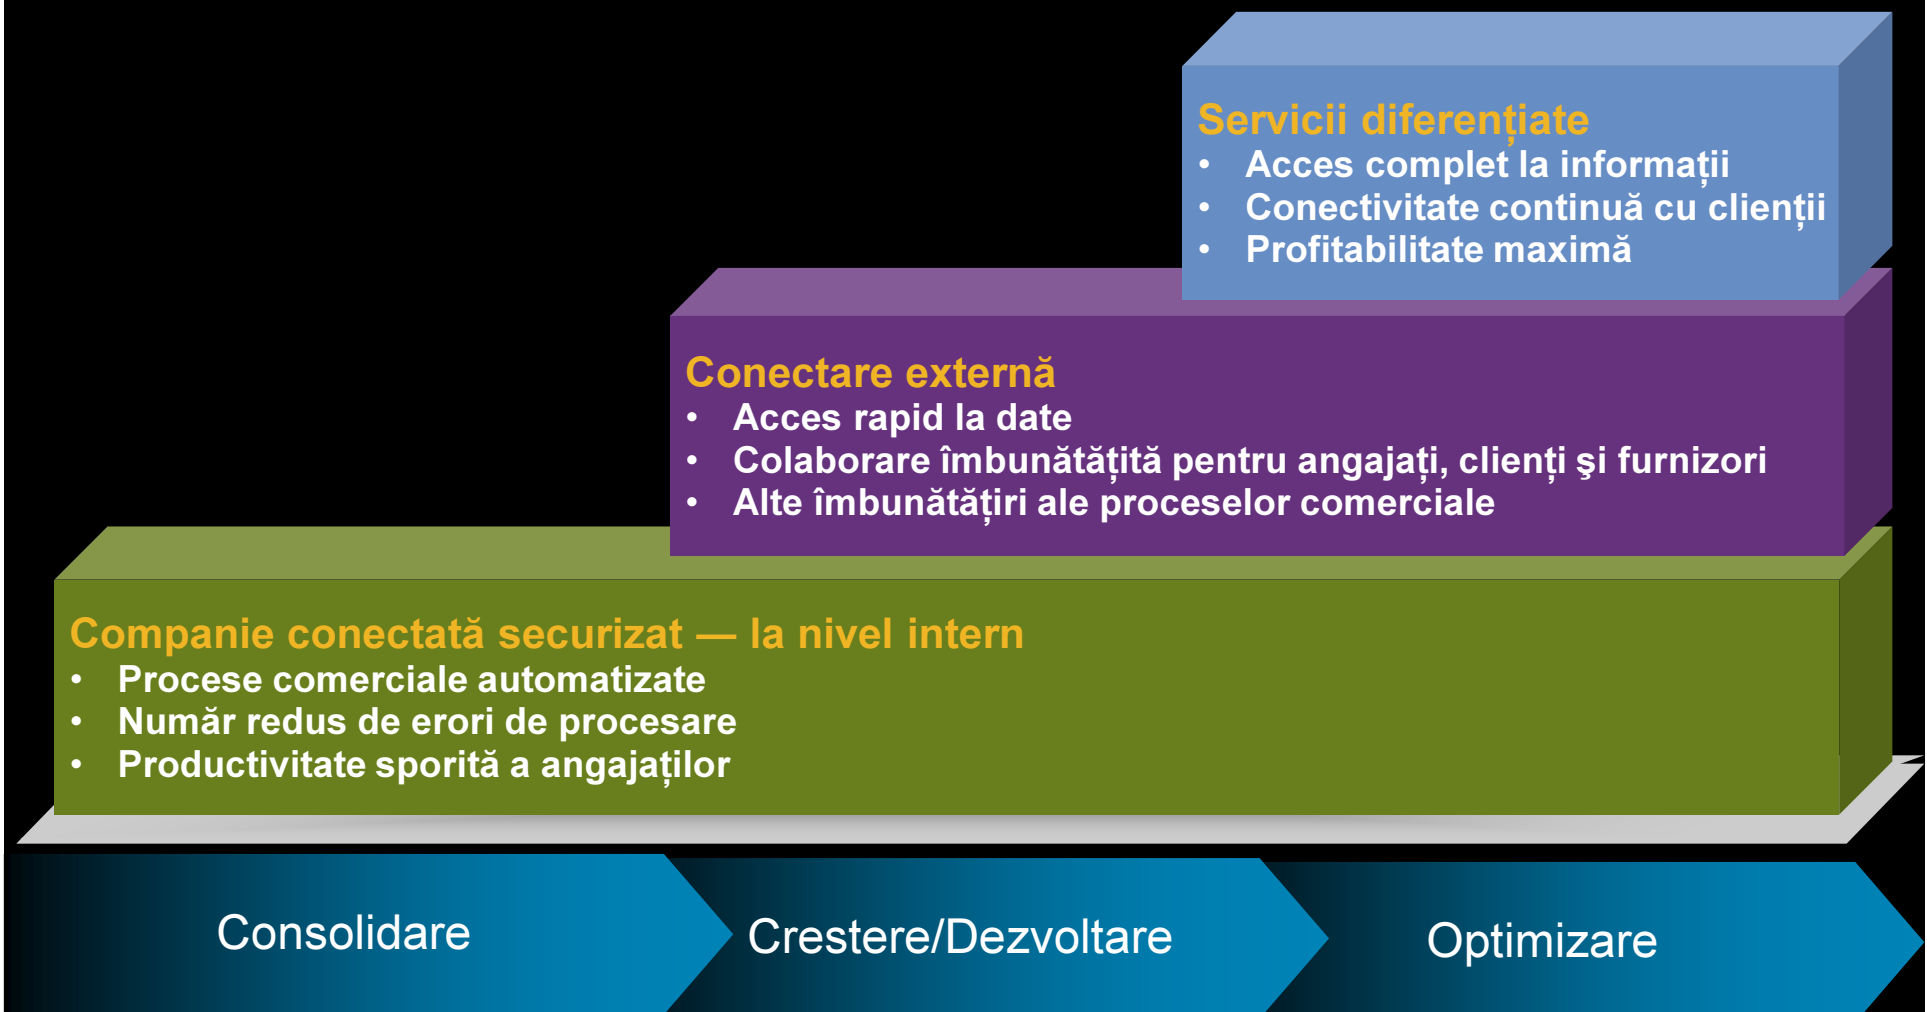 Servicii diferențiate
• Acces complet la informații
• Conectivitate continuă cu clienții
• Profitabilitate maximă
Conectare externă
• Acces rapid la date
• Colaborare îmbunătățită pentru angajați, clienți şi furnizori
• Alte îmbunătățiri ale proceselor comerciale
Companie conectată securizat — la nivel intern
• Procese comerciale automatizate
• Număr redus de erori de procesare
• Productivitate sporită a angajaților
Consolidare
Crestere/Dezvoltare
Optimizare